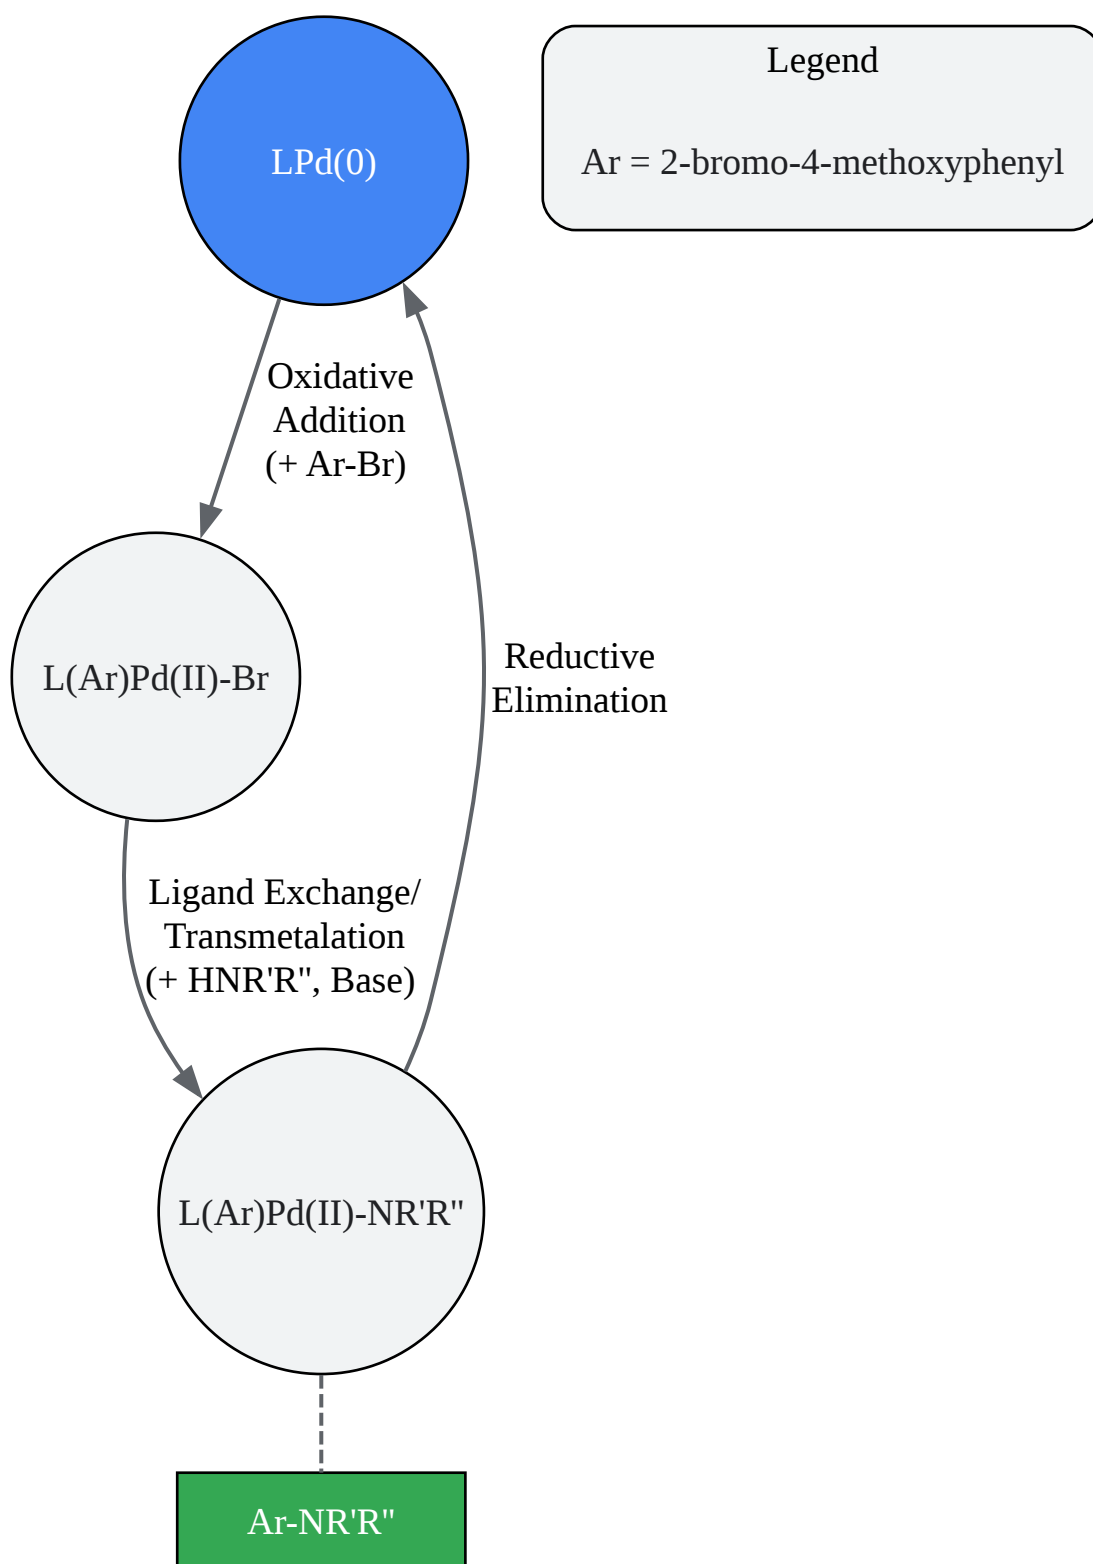 LPd(0)
Legend
Ar = 2-bromo-4-methoxyphenyl
Oxidative
Addition
(+ Ar-Br)
L(Ar)Pd(II)-Br
Reductive
Elimination
Ligand Exchange/
Transmetalation
(+ HNR'R", Base)
L(Ar)Pd(II)-NR'R"
Ar-NR'R"